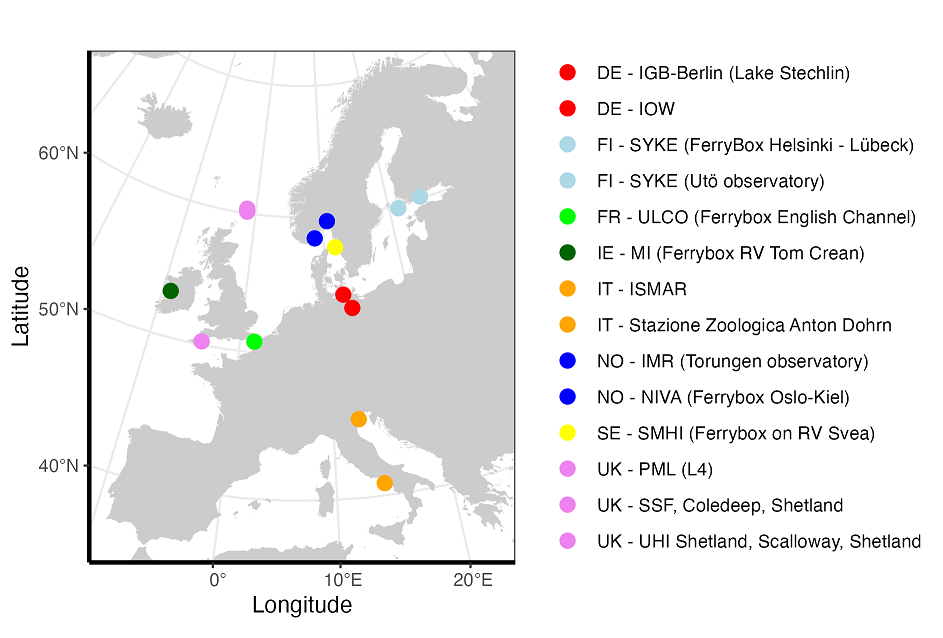 60°N
50°N
40°N
Latitude
0°
10°E
20°E
Longitude
DE - IGB-Berlin (Lake Stechlin)
DE - IOW
FI - SYKE (FerryBox Helsinki - Lübeck)
FI - SYKE (Utö observatory)
FR - ULCO (Ferrybox English Channel)
IE - MI (Ferrybox RV Tom Crean)
IT - ISMAR
IT - Stazione Zoologica Anton Dohrn
NO - IMR (Torungen observatory)
NO - NIVA (Ferrybox Oslo-Kiel)
SE - SMHI (Ferrybox on RV Svea)
UK - PML (L4)
UK - SSF, Coledeep, Shetland
UK - UHI Shetland, Scalloway, Shetland